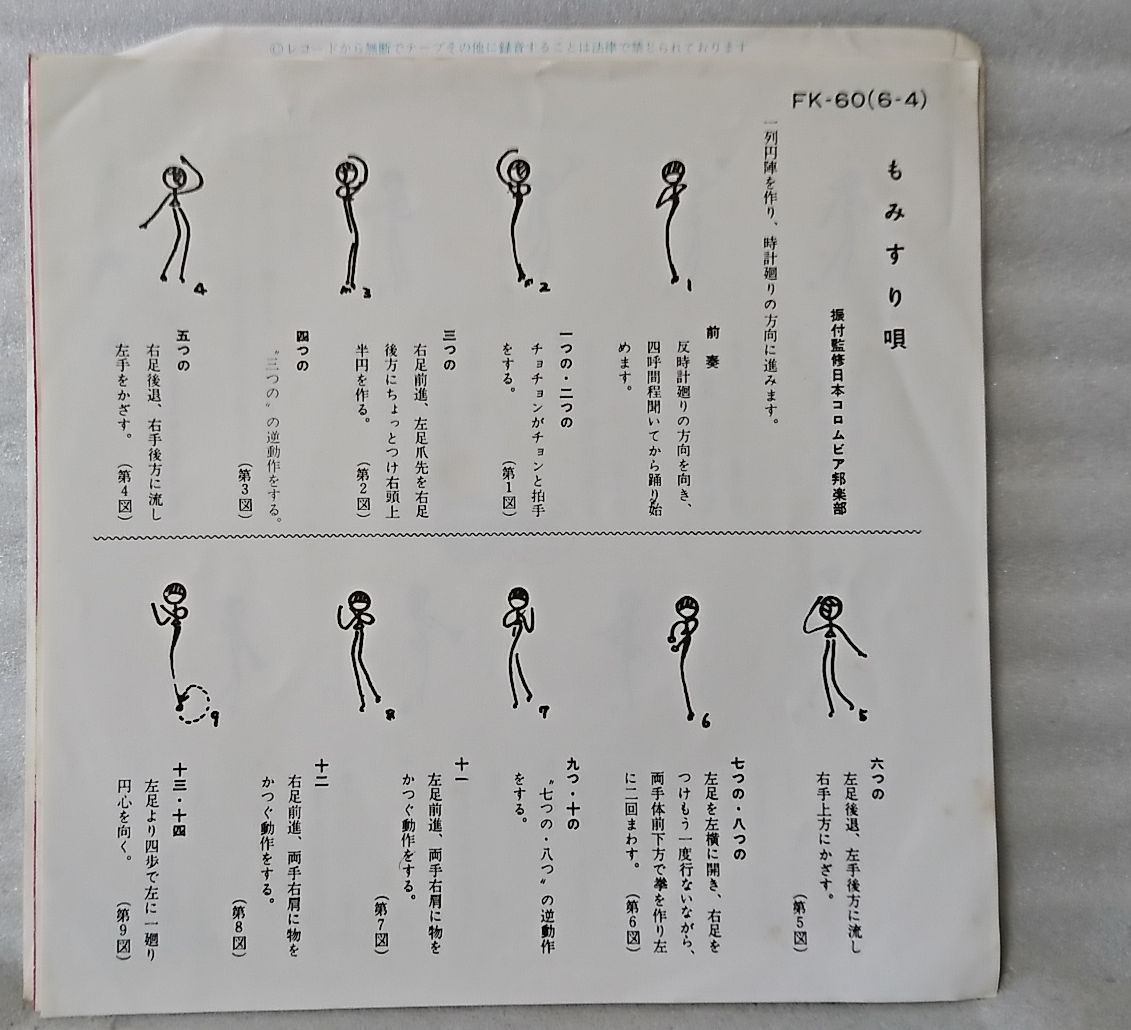 ©レコードから無断でテープその他に録音することは法律で禁じられております
FK-60(6-4)
もみすり唄
振付監修日本コロムビア邦楽部
一列円陣を作り、時計廻りの方向に進みます。
1
前奏
反時計廻りの方向を向き、
四呼間程聞いてから踊り始
めます。
2
一つの・二つの
チョチョンがチョンと拍手
をする。
(第1図)
3
三つの
右足前進、左足爪先を右足
後方にちょっとつけ右頭上
半円を作る。
(第2図)
四つの
〝三つの〟の逆動作をする。
(第3図)
4
五つの
右足後退、右手後方に流し
左手をかざす。
(第4図)
5
六つの
左足後退、左手後方に流し
右手上方にかざす。
(第5図)
6
七つの・八つの
左足を左横に開き、右足を
つけもう一度行ないながら、
両手体前下方で拳を作り左
に二回まわす。
(第6図)
7
九つ・十の
〝七つの・八つ〟の逆動作
をする。
十一
左足前進、両手右肩に物を
かつぐ動作をする。
(第7図)
8
十二
右足前進、両手右肩に物を
かつぐ動作をする。
(第8図)
9
十三・十四
左足より四歩で左に一廻り
円心を向く。
(第9図)